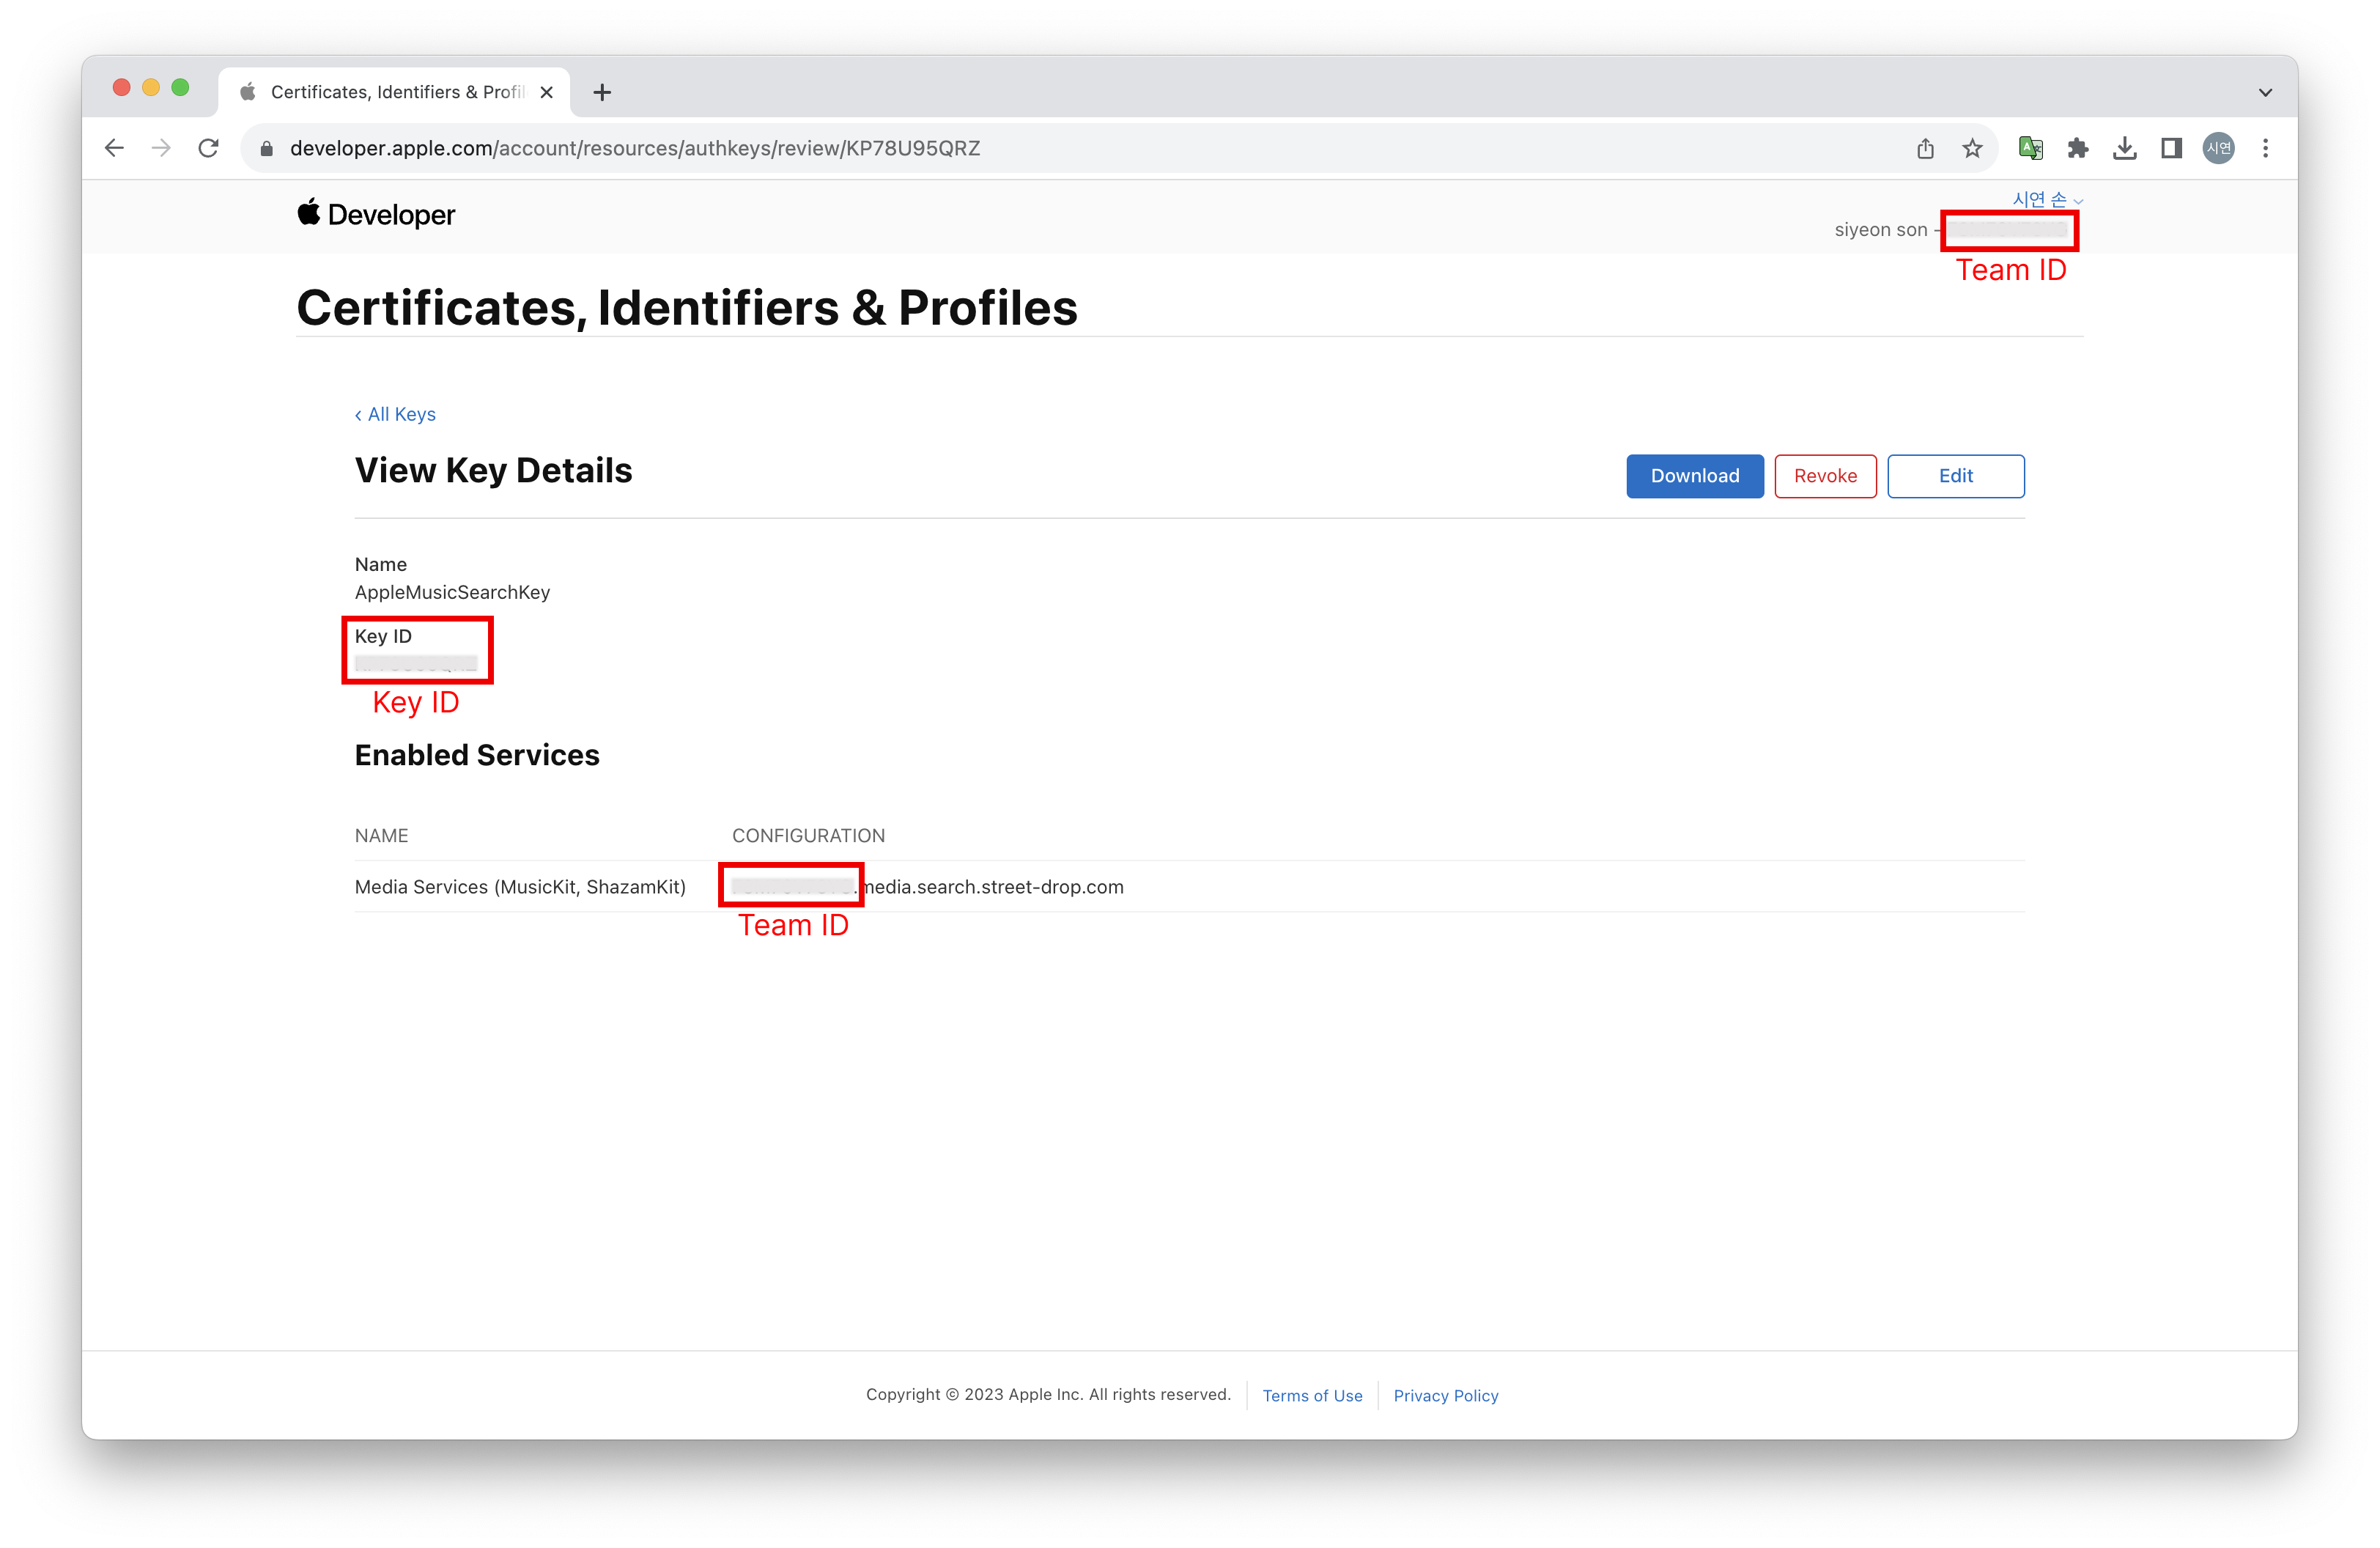 Certificates, Identifiers & Profil
developer.apple.com/account/resources/authkeys/review/KP78U95QRZ
시연
Developer
시연 손
siyeon son -
Team ID
Certificates, Identifiers & Profiles
‹ All Keys
View Key Details
Download
Revoke
Edit
Name
AppleMusicSearchKey
Key ID
Key ID
Enabled Services
NAME CONFIGURATION
Media Services (MusicKit, ShazamKit) .media.search.street-drop.com
Team ID
Copyright © 2023 Apple Inc. All rights reserved.
Terms of Use
Privacy Policy